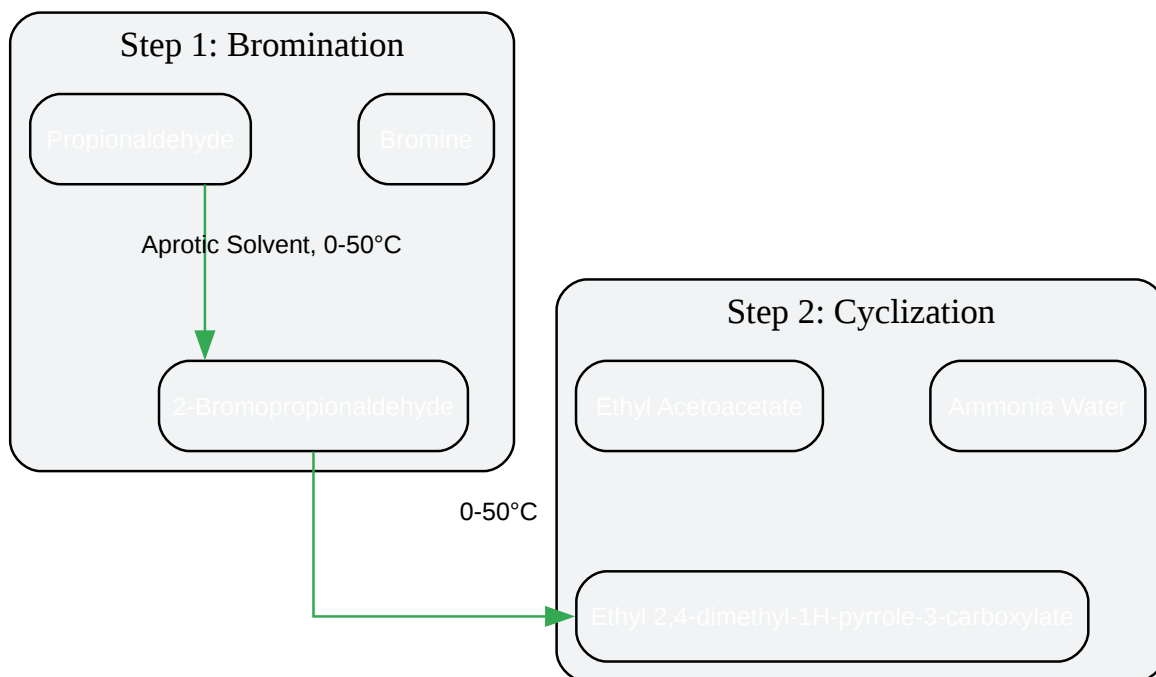 Step 1: Bromination
Propionaldehyde
Bromine
Aprotic Solvent, 0-50°C
2-Bromopropionaldehyde
0-50°C
Step 2: Cyclization
Ethyl Acetoacetate
Ammonia Water
Ethyl 2,4-dimethyl-1H-pyrrole-3-carboxylate